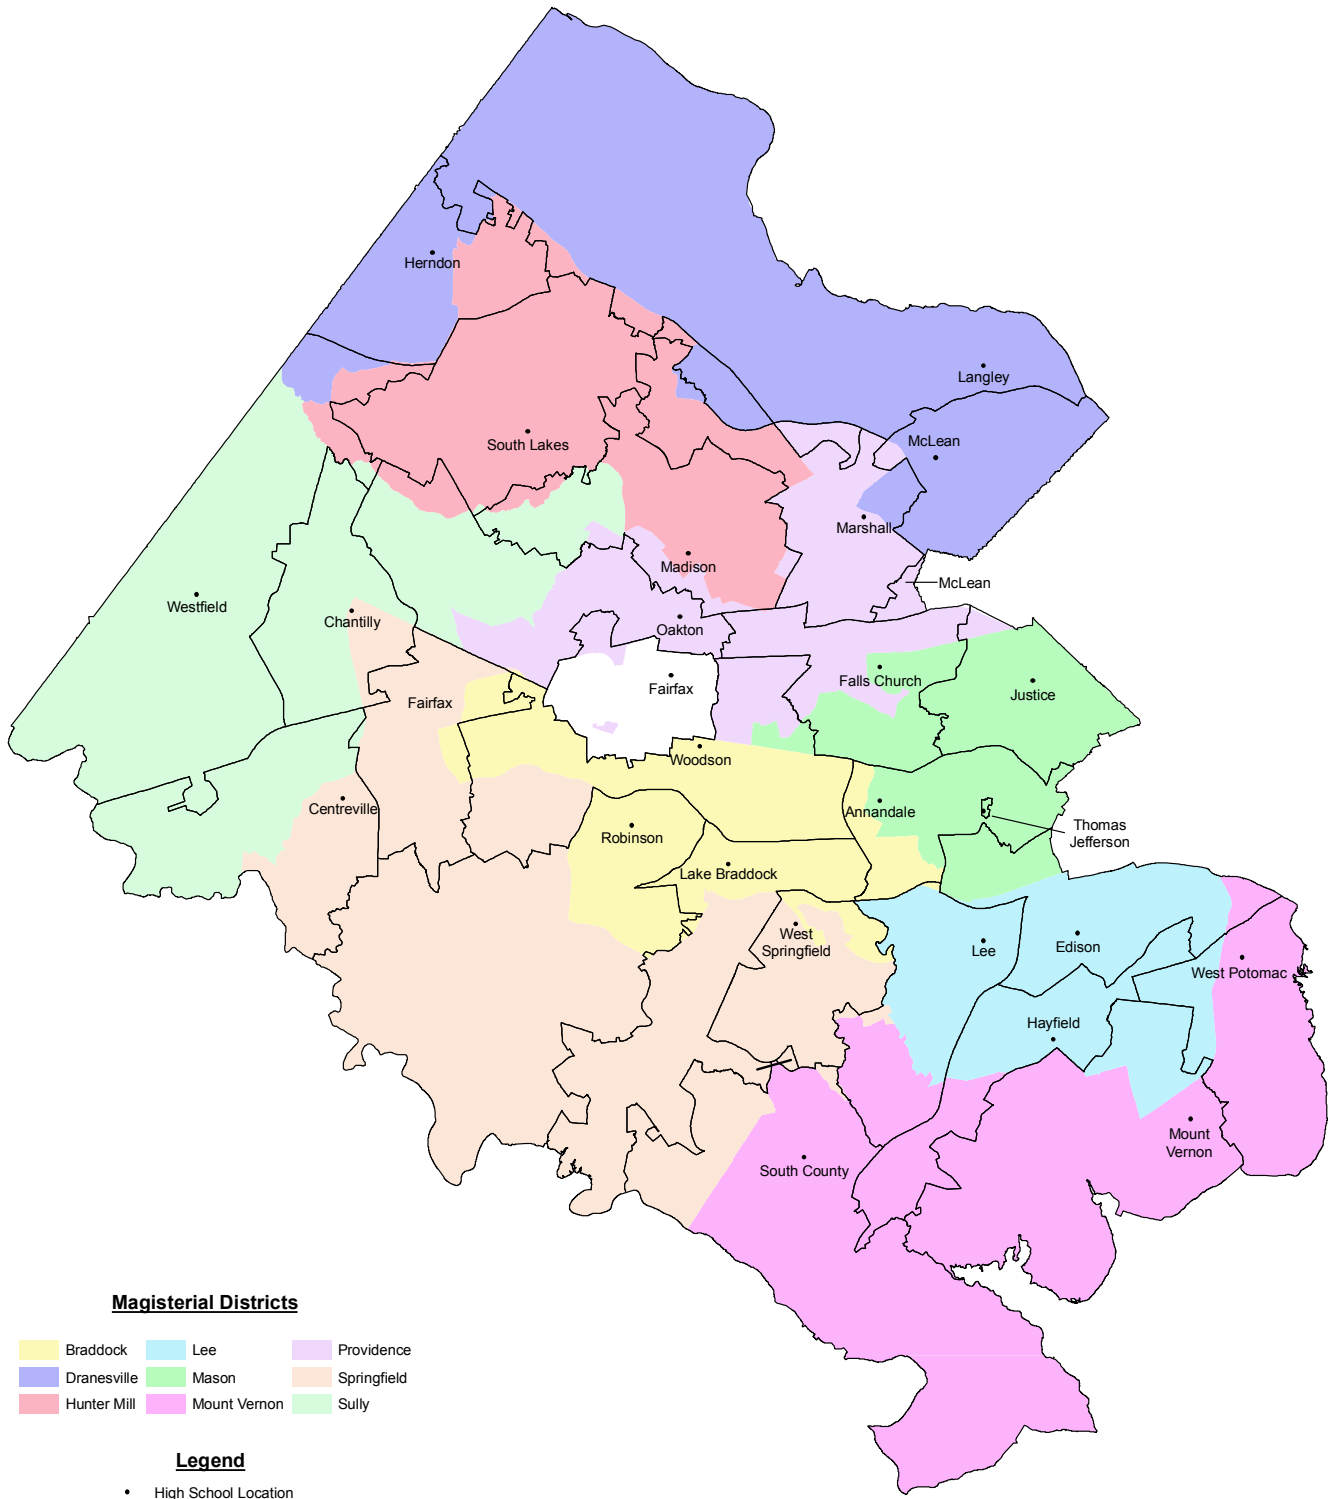 Herndon
Langley
McLean
South Lakes
Marshall
Madison
McLean
Westfield
Chantilly
Oakton
Falls Church
Fairfax
Justice
Fairfax
Woodson
Centreville
Annandale
Robinson
Thomas
Jefferson
Lake Braddock
West
Springfield
Lee
Edison
West Potomac
Hayfield
Mount
Vernon
South County
Magisterial Districts
Braddock
Lee
Providence
Dranesville
Mason
Springfield
Hunter Mill
Mount Vernon
Sully
Legend
High School Location